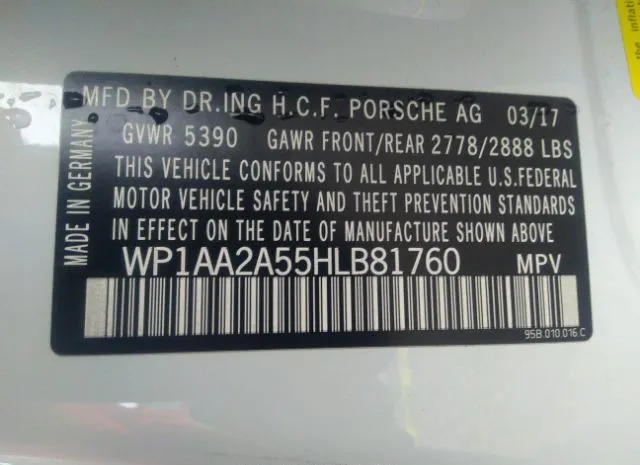 MFD BY DR.ING H.C.F. PORSCHE AG 03/17
GVWR 5390 GAWR FRONT/REAR 2778/2888 LBS
THIS VEHICLE CONFORMS TO ALL APPLICABLE U.S.FEDERAL
MOTOR VEHICLE SAFETY AND THEFT PREVENTION STANDARDS
IN EFFECT ON THE DATE OF MANUFACTURE SHOWN ABOVE
WP1AA2A55HLB81760 MPV
95B.010.016.C
MADE IN GERMANY
the inflat